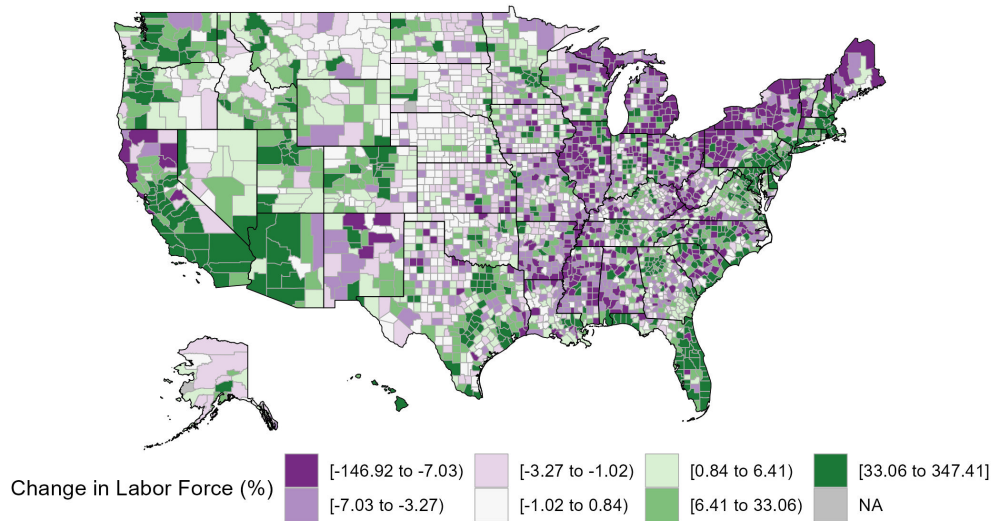 Change in Labor Force (%)
[-146.92 to -7.03)
[-7.03 to -3.27)
[-3.27 to -1.02)
[-1.02 to 0.84)
[0.84 to 6.41)
[6.41 to 33.06)
[33.06 to 347.41]
NA